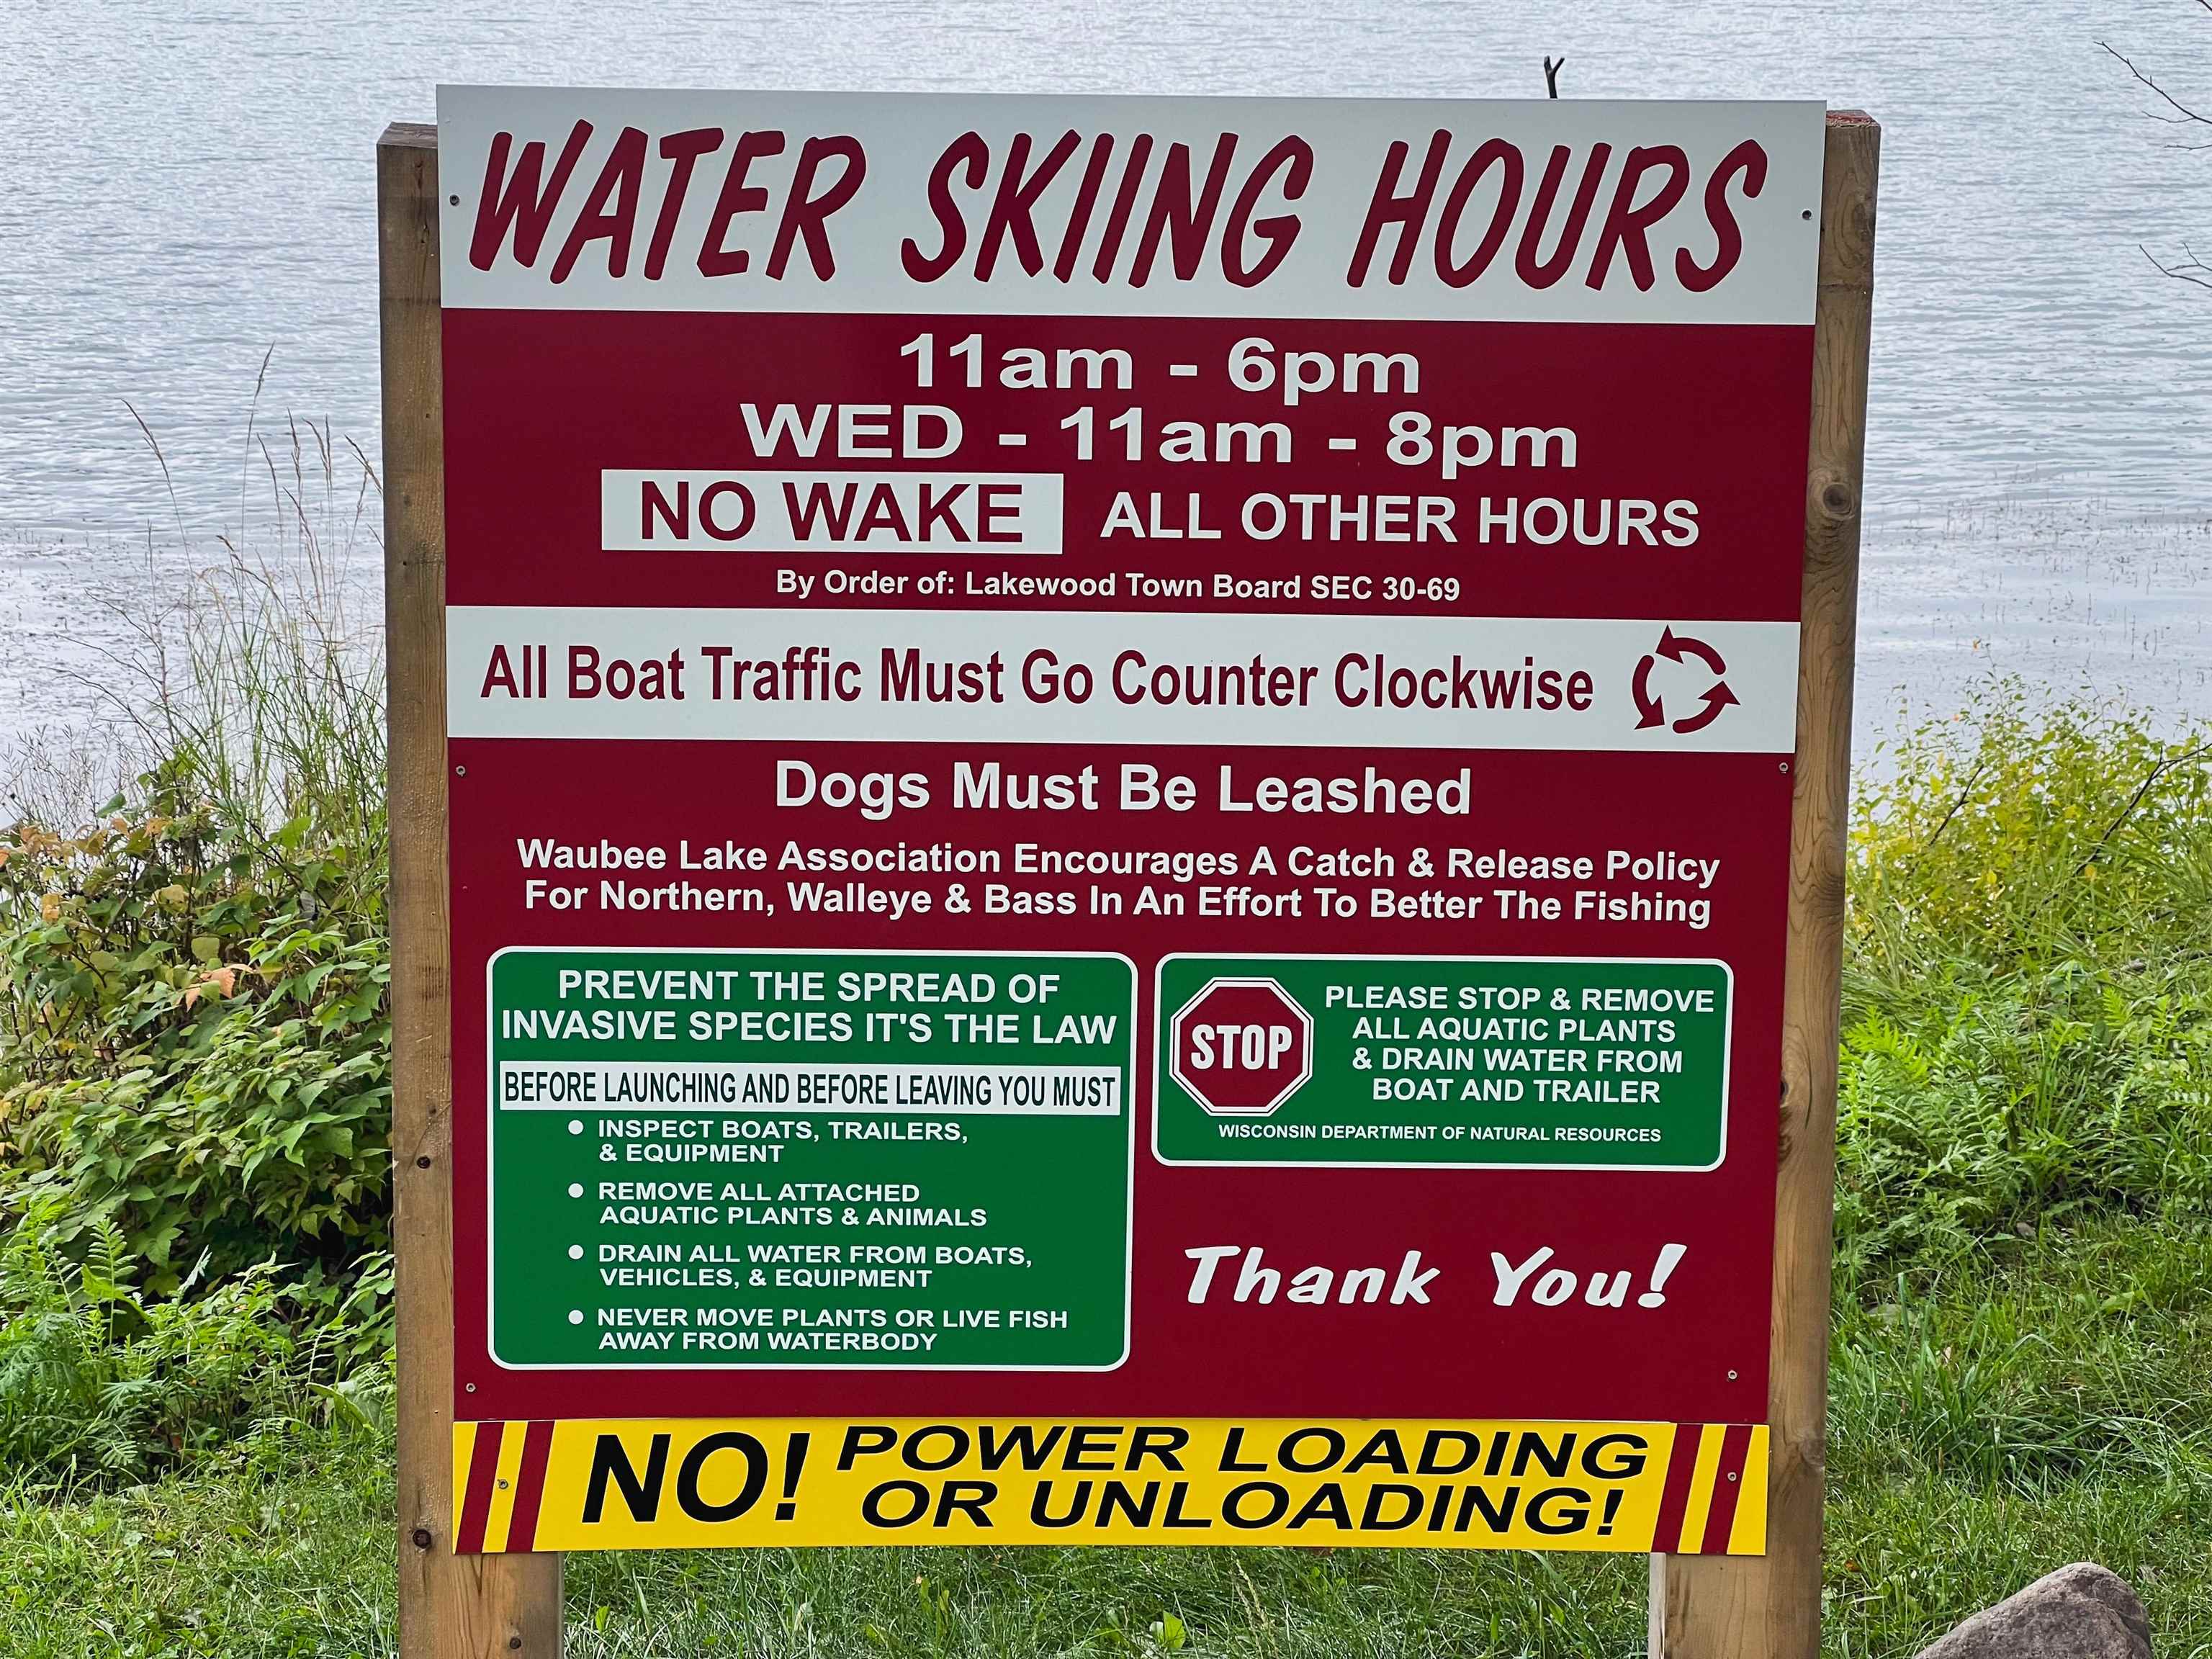 WATER SKIING HOURS
11am - 6pm
WED - 11am - 8pm
NO WAKE ALL OTHER HOURS
By Order of: Lakewood Town Board SEC 30-69
All Boat Traffic Must Go Counter Clockwise
Dogs Must Be Leashed
Waubee Lake Association Encourages A Catch & Release Policy
For Northern, Walleye & Bass In An Effort To Better The Fishing
PREVENT THE SPREAD OF
INVASIVE SPECIES IT'S THE LAW
BEFORE LAUNCHING AND BEFORE LEAVING YOU MUST
● INSPECT BOATS, TRAILERS,
& EQUIPMENT
● REMOVE ALL ATTACHED
AQUATIC PLANTS & ANIMALS
● DRAIN ALL WATER FROM BOATS,
VEHICLES, & EQUIPMENT
● NEVER MOVE PLANTS OR LIVE FISH
AWAY FROM WATERBODY
STOP
PLEASE STOP & REMOVE
ALL AQUATIC PLANTS
& DRAIN WATER FROM
BOAT AND TRAILER
WISCONSIN DEPARTMENT OF NATURAL RESOURCES
Thank You!
NO! POWER LOADING
OR UNLOADING!